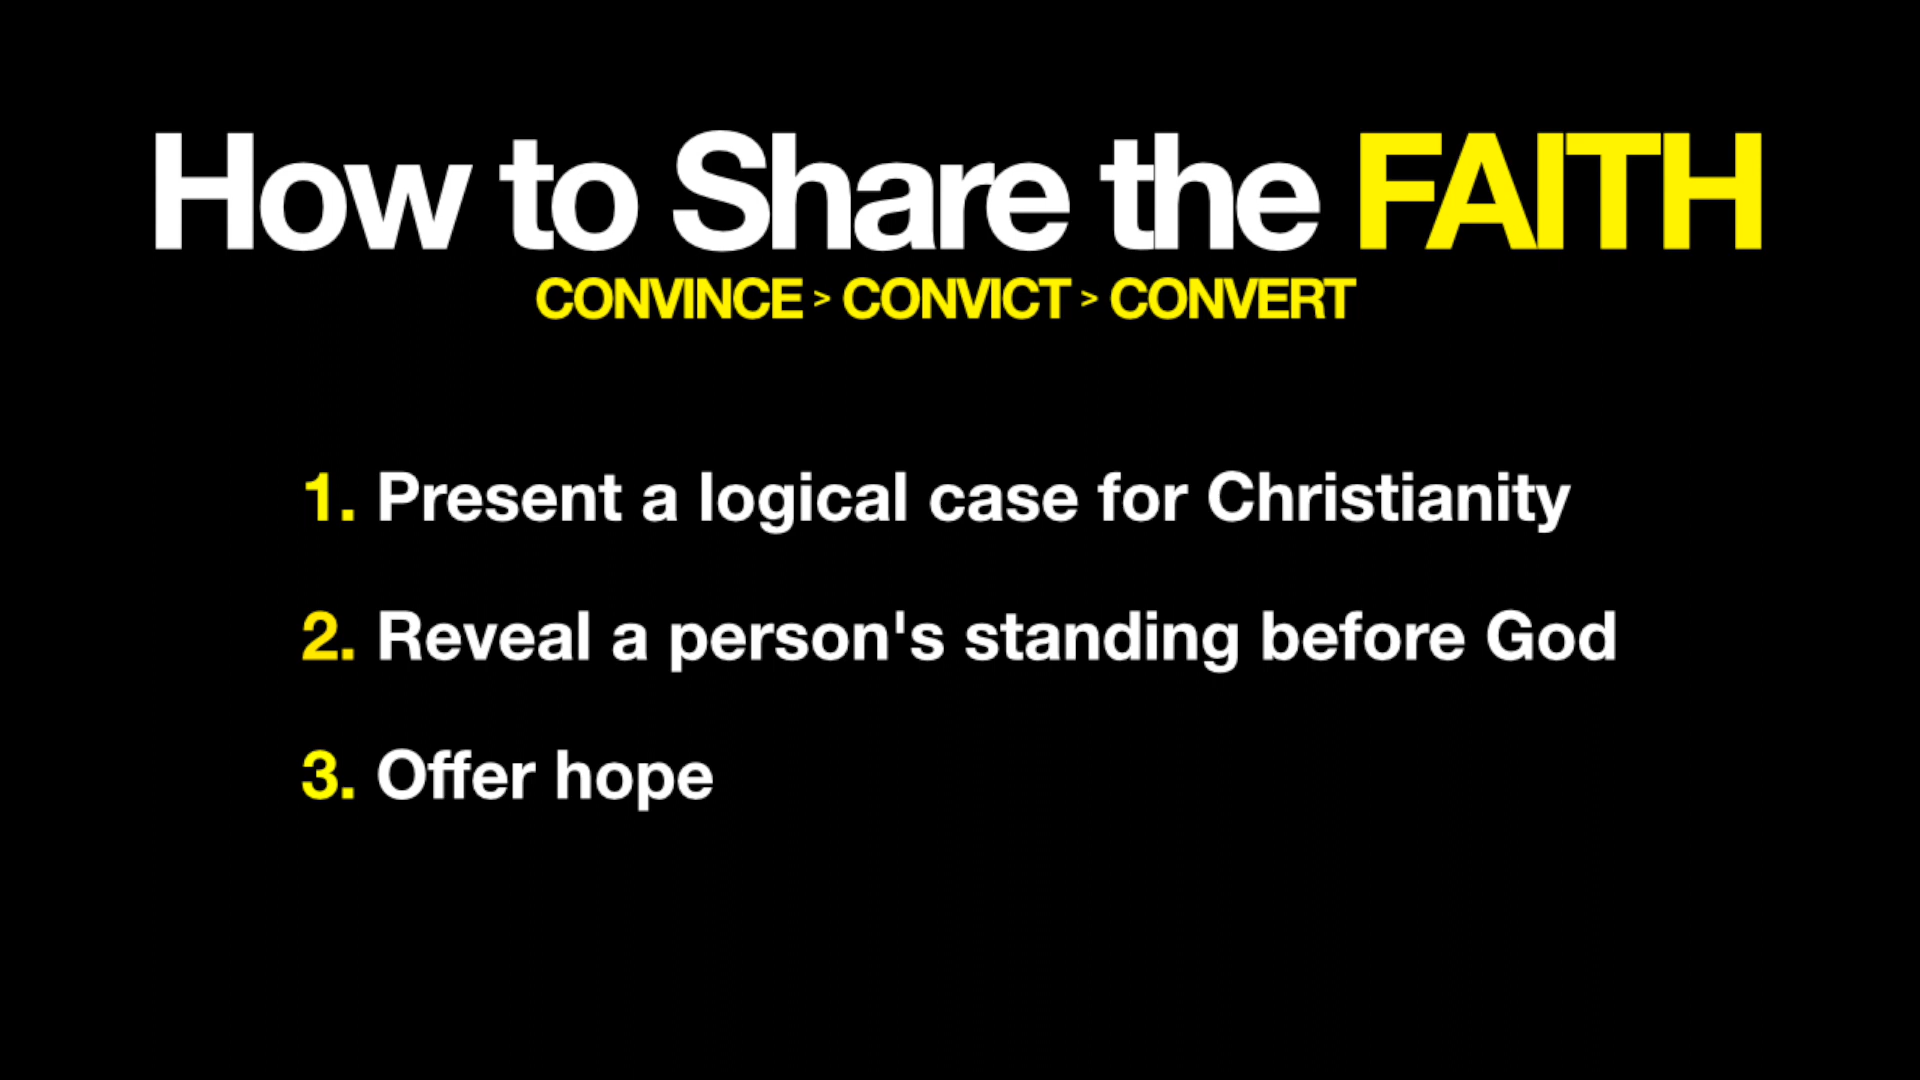 How to Share the FAITH
CONVINCE > CONVICT > CONVERT
1. Present a logical case for Christianity
2. Reveal a person's standing before God
3. Offer hope